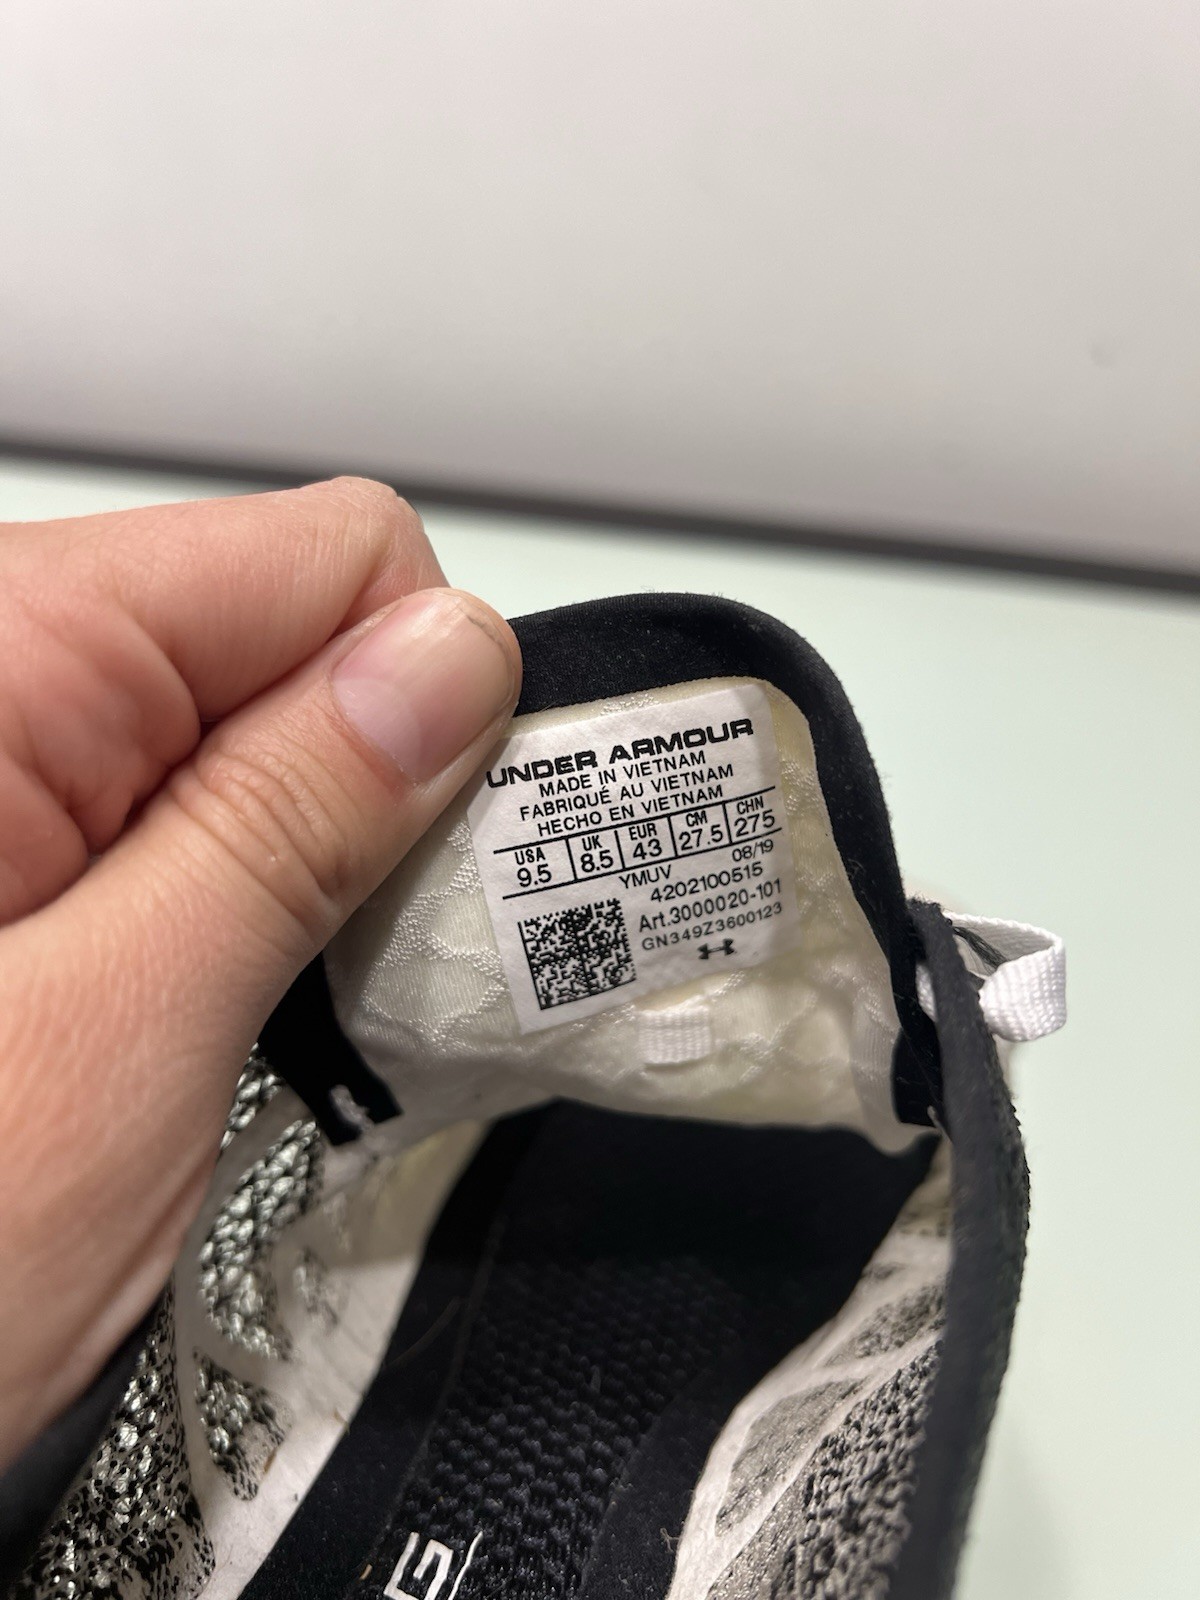 UNDER ARMOUR
MADE IN VIETNAM
FABRIQUÉ AU VIETNAM
HECHO EN VIETNAM
USA UK EUR CM CHN
9.5 8.5 43 27.5 275
YMUV 08/19
4202100515
Art.3000020-101
GN349Z3600123
G